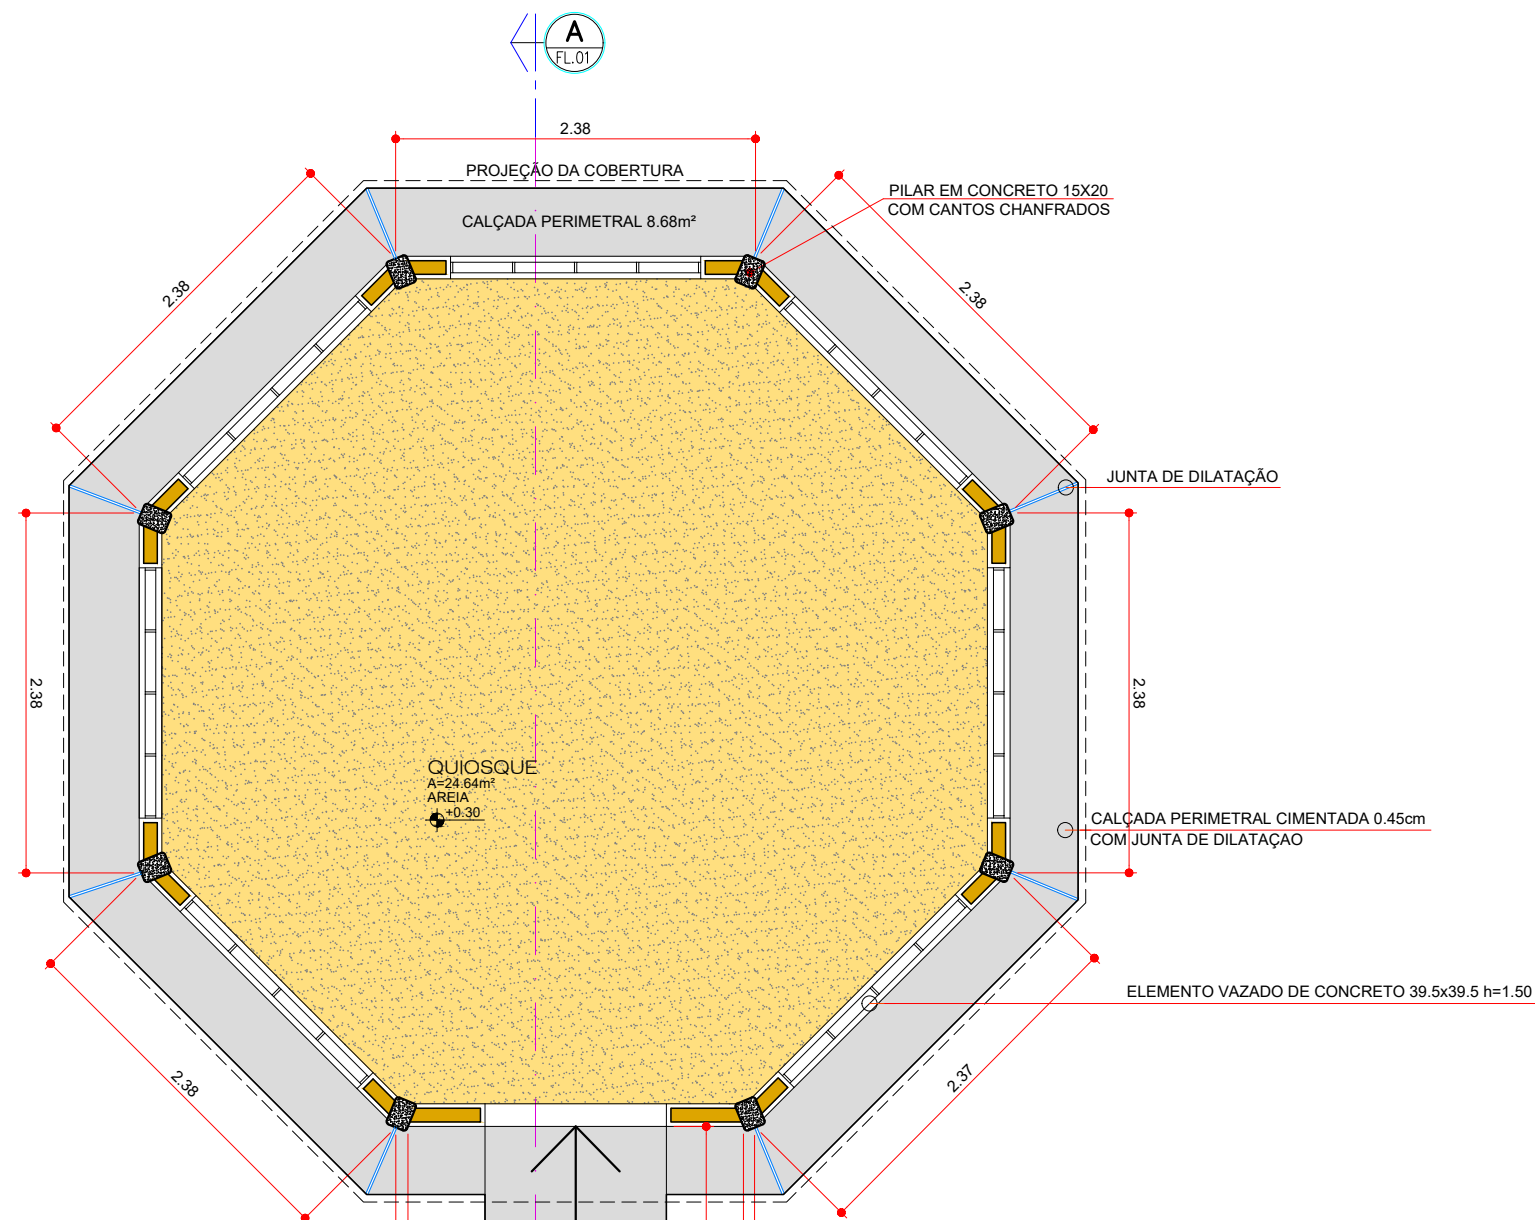 A
FL.01
2.38
PROJEÇÃO DA COBERTURA
PILAR EM CONCRETO 15X20
COM CANTOS CHANFRADOS
CALÇADA PERIMETRAL 8.68m²
2.38
2.38
JUNTA DE DILATAÇÃO
2.38
2.38
QUIOSQUE
A=24.64m²
AREIA
+0.30
CALÇADA PERIMETRAL CIMENTADA 0.45cm
COM JUNTA DE DILATAÇAO
ELEMENTO VAZADO DE CONCRETO 39.5x39.5 h=1.50
2.38
2.37